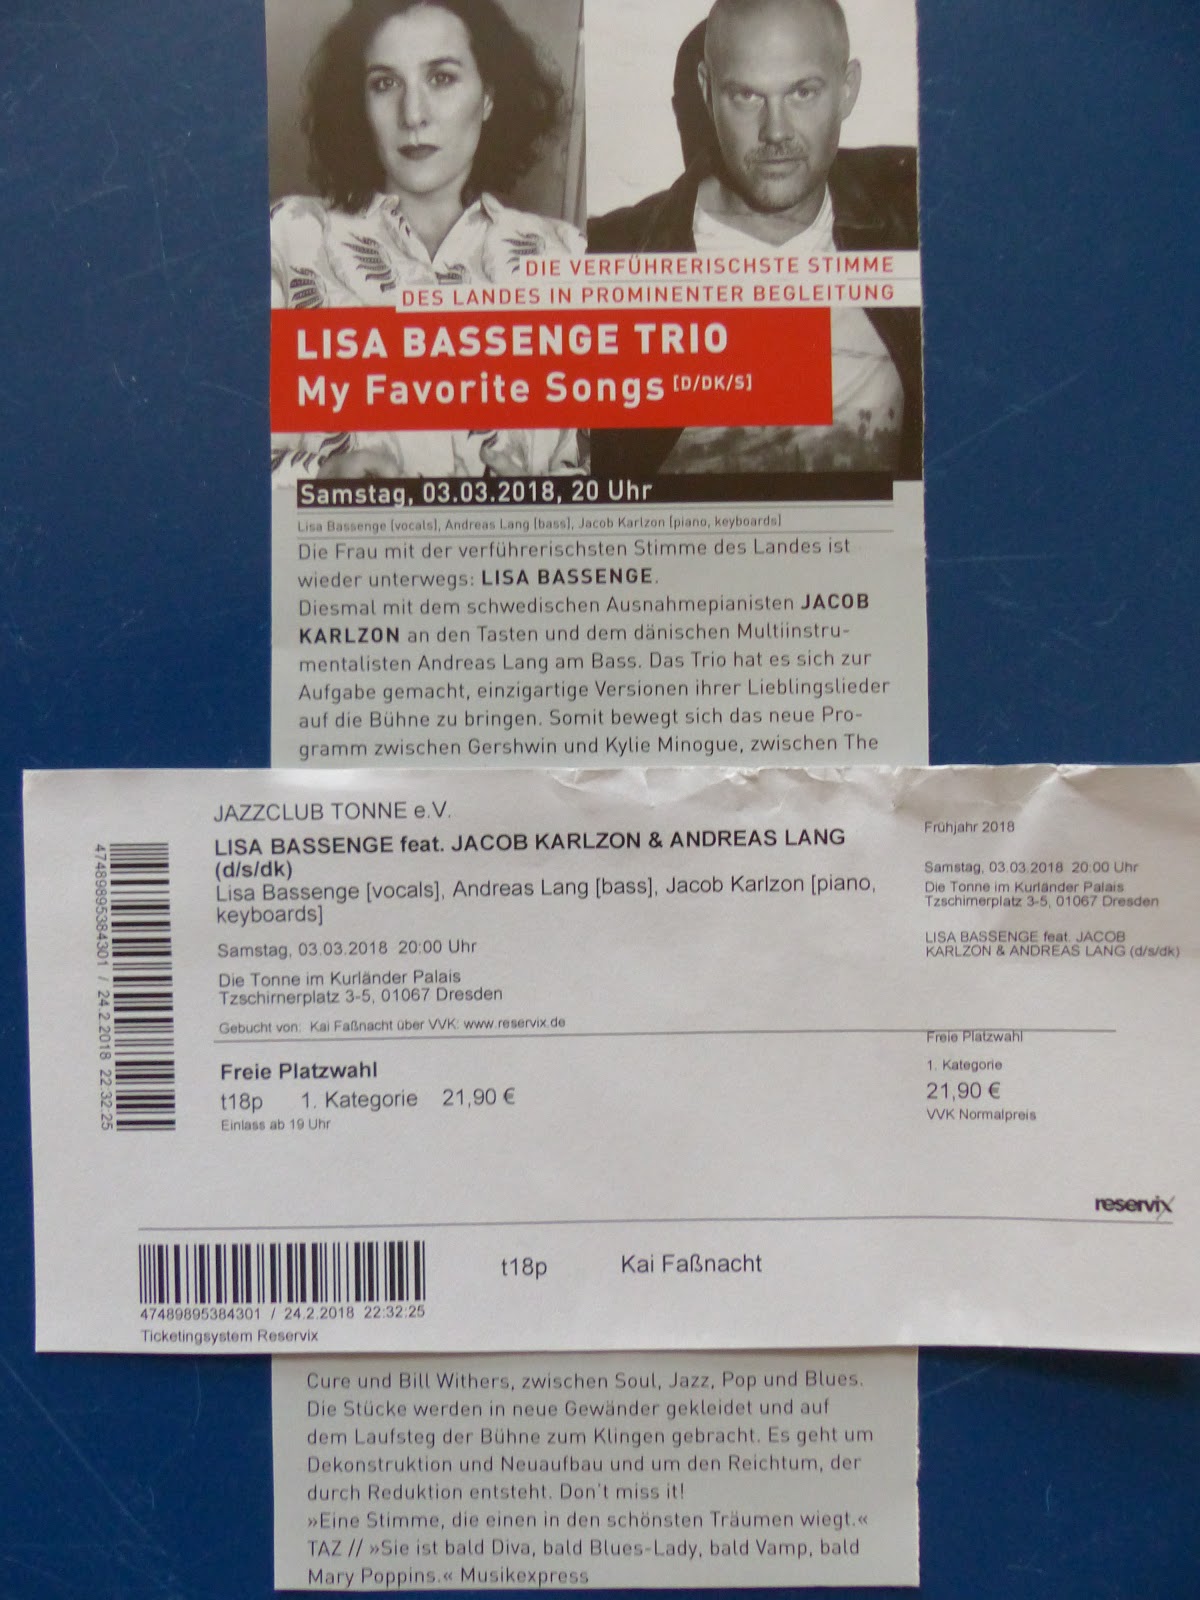 DIE VERFÜHRERISCHSTE STIMME
DES LANDES IN PROMINENTER BEGLEITUNG
LISA BASSENGE TRIO
My Favorite Songs [D/DK/S]
Samstag, 03.03.2018, 20 Uhr
Lisa Bassenge [vocals], Andreas Lang [bass], Jacob Karlzon [piano, keyboards]
Die Frau mit der verführerischsten Stimme des Landes ist
wieder unterwegs: LISA BASSENGE.
Diesmal mit dem schwedischen Ausnahmepianisten JACOB
KARLZON an den Tasten und dem dänischen Multiinstru-
mentalisten Andreas Lang am Bass. Das Trio hat es sich zur
Aufgabe gemacht, einzigartige Versionen ihrer Lieblingslieder
auf die Bühne zu bringen. Somit bewegt sich das neue Pro-
gramm zwischen Gershwin und Kylie Minogue, zwischen The
47489895384301 / 24.2.2018 22:32:25
JAZZCLUB TONNE e.V.
LISA BASSENGE feat. JACOB KARLZON & ANDREAS LANG
(d/s/dk)
Lisa Bassenge [vocals], Andreas Lang [bass], Jacob Karlzon [piano,
keyboards]
Samstag, 03.03.2018 20:00 Uhr
Die Tonne im Kurländer Palais
Tzschirnerplatz 3-5, 01067 Dresden
Gebucht von: Kai Faßnacht über VVK: www.reservix.de
Freie Platzwahl
t18p 1. Kategorie 21,90 €
Einlass ab 19 Uhr
Frühjahr 2018
Samstag, 03.03.2018 20:00 Uhr
Die Tonne im Kurländer Palais
Tzschirnerplatz 3-5, 01067 Dresden
LISA BASSENGE feat. JACOB
KARLZON & ANDREAS LANG (d/s/dk)
Freie Platzwahl
1. Kategorie
21,90 €
VVK Normalpreis
reservix
t18p Kai Faßnacht
47489895384301 / 24.2.2018 22:32:25
Ticketingsystem Reservix
Cure und Bill Withers, zwischen Soul, Jazz, Pop und Blues.
Die Stücke werden in neue Gewänder gekleidet und auf
dem Laufsteg der Bühne zum Klingen gebracht. Es geht um
Dekonstruktion und Neuaufbau und um den Reichtum, der
durch Reduktion entsteht. Don't miss it!
»Eine Stimme, die einen in den schönsten Träumen wiegt.«
TAZ // »Sie ist bald Diva, bald Blues-Lady, bald Vamp, bald
Mary Poppins.« Musikexpress